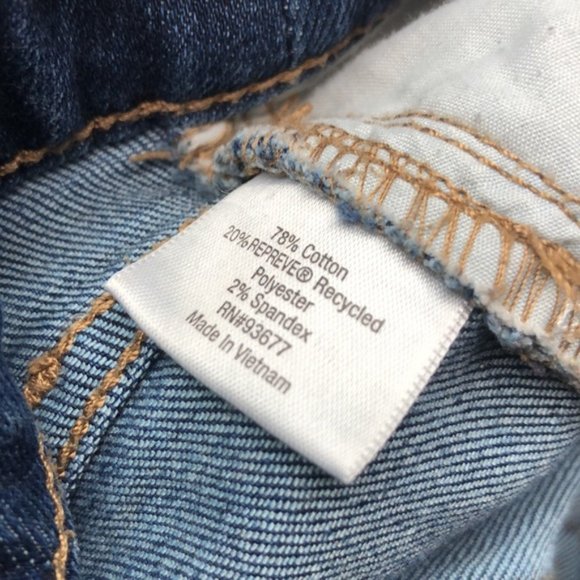 78% Cotton
20% REPREVE® Recycled
Polyester
2% Spandex
RN#93677
Made In Vietnam